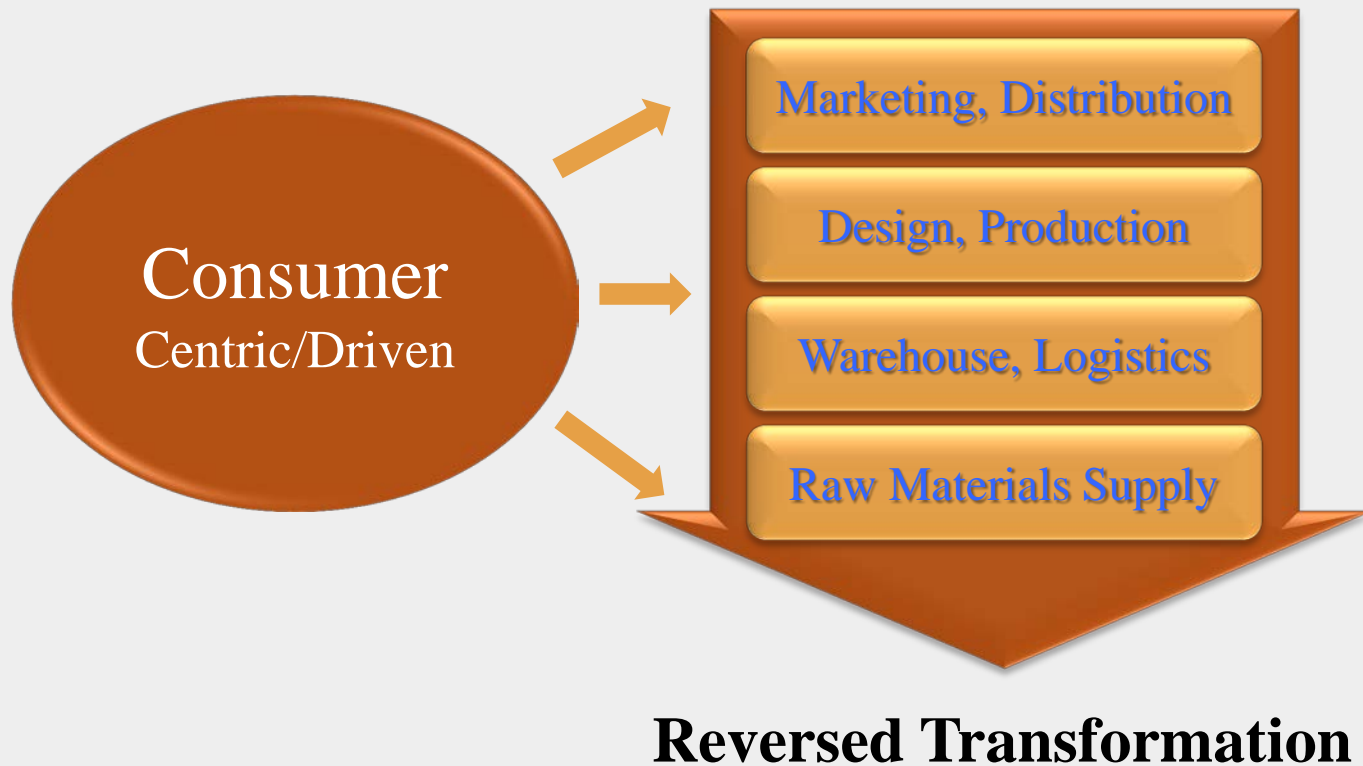 Consumer
Centric/Driven
Marketing, Distribution
Design, Production
Warehouse, Logistics
Raw Materials Supply
Reversed Transformation